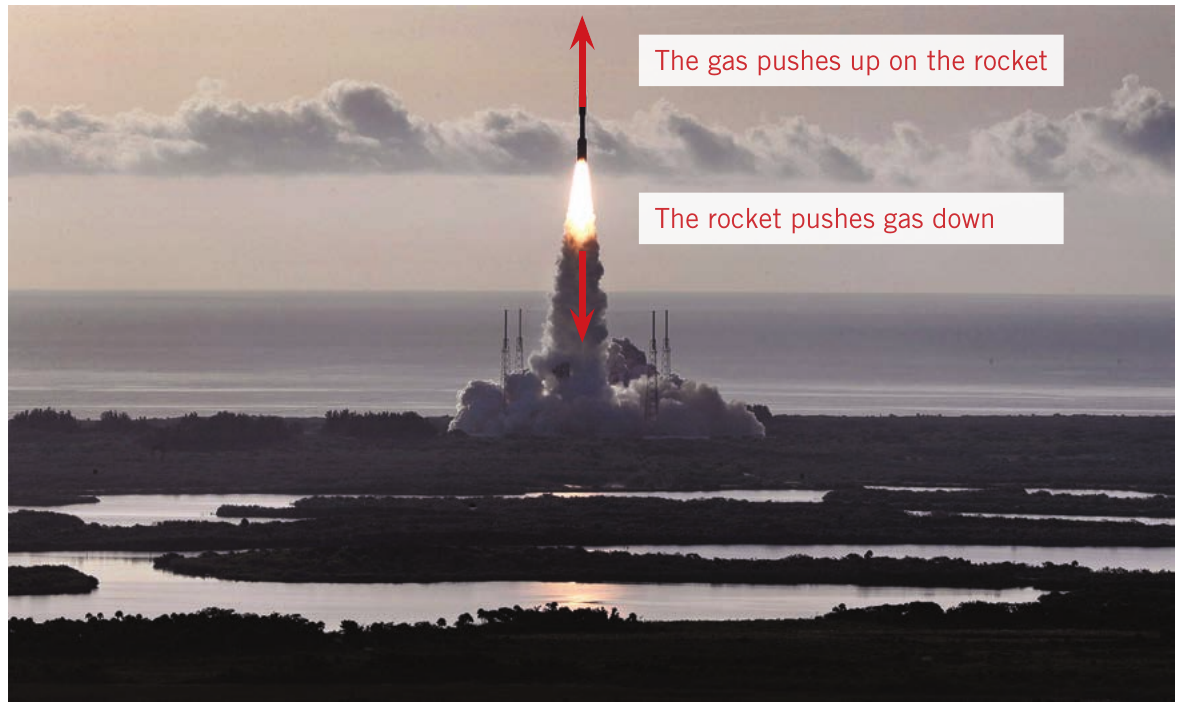 The gas pushes up on the rocket
The rocket pushes gas down